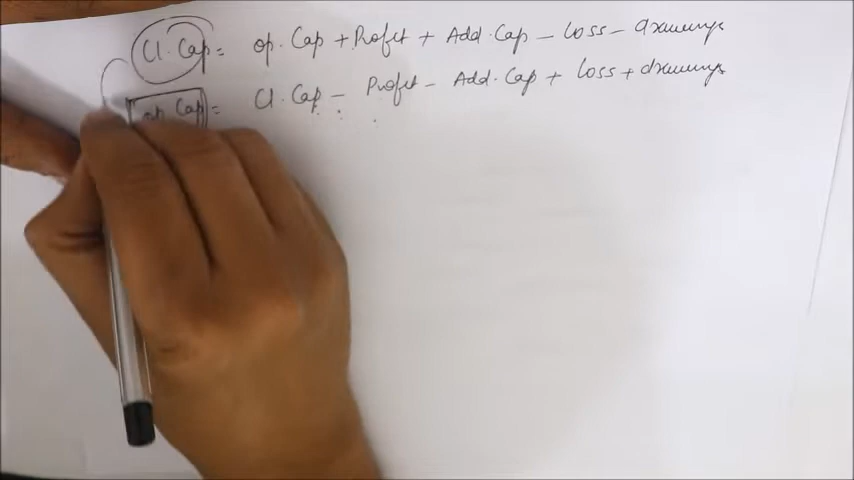 Cl. Cap = op. Cap + Profit + Add. Cap - Loss - drawings
op. Cap = Cl. Cap - Profit - Add. Cap + Loss + drawings